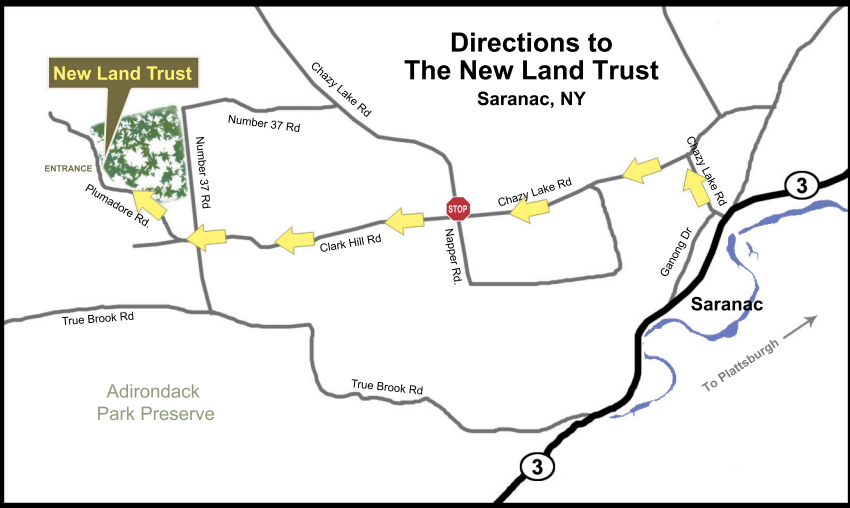 Directions to
The New Land Trust
Saranac, NY
New Land Trust
Chazy Lake Rd
Number 37 Rd
Number 37 Rd
ENTRANCE
Plumadore Rd.
Chazy Lake Rd
Chazy Lake Rd
STOP
3
Clark Hill Rd
Napper Rd.
Ganong Dr
Saranac
True Brook Rd
To Plattsburgh
Adirondack
Park Preserve
True Brook Rd
3